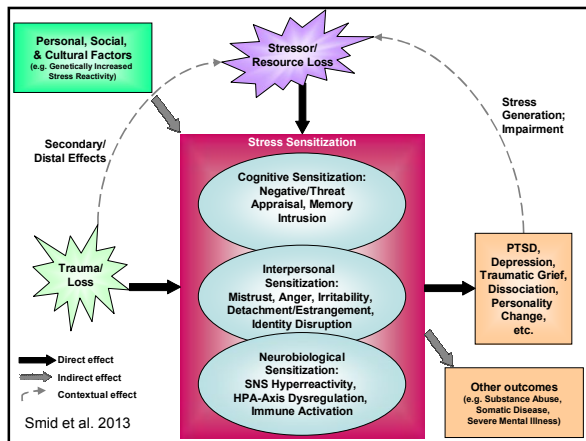 Personal, Social,
& Cultural Factors
(e.g. Genetically Increased
Stress Reactivity)
Stressor/
Resource Loss
Stress
Generation;
Impairment
Secondary/
Distal Effects
Stress Sensitization
Cognitive Sensitization:
Negative/Threat
Appraisal, Memory
Intrusion
Trauma/
Loss
Interpersonal
Sensitization:
Mistrust, Anger, Irritability,
Detachment/Estrangement,
Identity Disruption
PTSD,
Depression,
Traumatic Grief,
Dissociation,
Personality
Change,
etc.
Neurobiological
Sensitization:
SNS Hyperreactivity,
HPA-Axis Dysregulation,
Immune Activation
Other outcomes
(e.g. Substance Abuse,
Somatic Disease,
Severe Mental Illness)
Direct effect
Indirect effect
Contextual effect
Smid et al. 2013